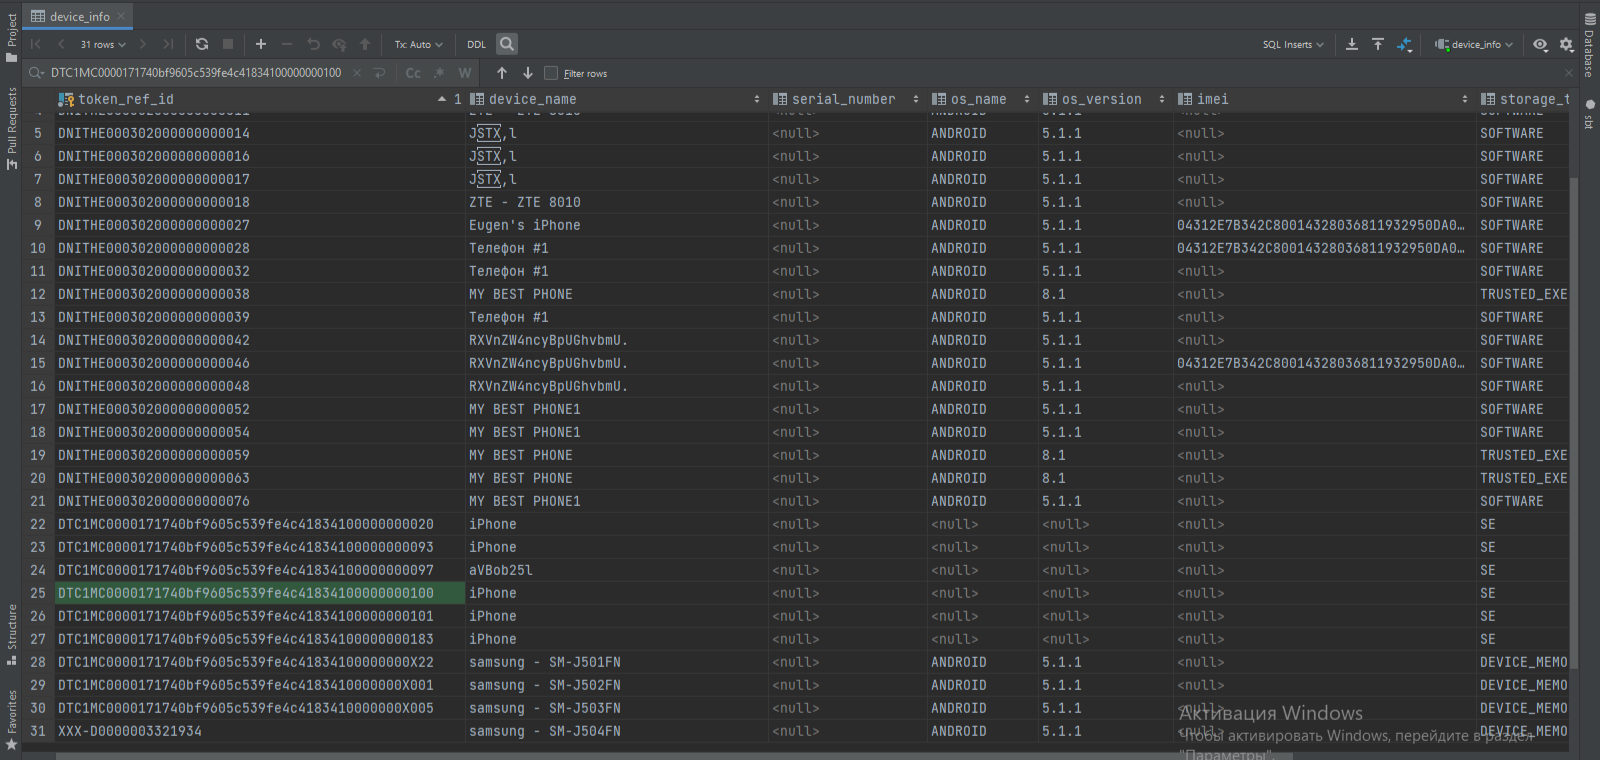 device_info
31 rows
Tx: Auto
DDL
SQL Inserts
device_info
DTC1MC0000171740bf9605c539fe4c41834100000000100
Cc
.*
W
Filter rows
token_ref_id 1 device_name serial_number os_name os_version imei storage_t
5 DNITHE000302000000000014 JSTX,l <null> ANDROID 5.1.1 <null> SOFTWARE
6 DNITHE000302000000000016 JSTX,l <null> ANDROID 5.1.1 <null> SOFTWARE
7 DNITHE000302000000000017 JSTX,l <null> ANDROID 5.1.1 <null> SOFTWARE
8 DNITHE000302000000000018 ZTE - ZTE 8010 <null> ANDROID 5.1.1 <null> SOFTWARE
9 DNITHE000302000000000027 Eugen's iPhone <null> ANDROID 5.1.1 04312E7B342C80014328036811932950DA0… SOFTWARE
10 DNITHE000302000000000028 Телефон #1 <null> ANDROID 5.1.1 04312E7B342C80014328036811932950DA0… SOFTWARE
11 DNITHE000302000000000032 Телефон #1 <null> ANDROID 5.1.1 <null> SOFTWARE
12 DNITHE000302000000000038 MY BEST PHONE <null> ANDROID 8.1 <null> TRUSTED_EXE
13 DNITHE000302000000000039 Телефон #1 <null> ANDROID 5.1.1 <null> SOFTWARE
14 DNITHE000302000000000042 RXVnZW4ncyBpUGhvbmU. <null> ANDROID 5.1.1 <null> SOFTWARE
15 DNITHE000302000000000046 RXVnZW4ncyBpUGhvbmU. <null> ANDROID 5.1.1 04312E7B342C80014328036811932950DA0… SOFTWARE
16 DNITHE000302000000000048 RXVnZW4ncyBpUGhvbmU. <null> ANDROID 5.1.1 <null> SOFTWARE
17 DNITHE000302000000000052 MY BEST PHONE1 <null> ANDROID 5.1.1 <null> SOFTWARE
18 DNITHE000302000000000054 MY BEST PHONE1 <null> ANDROID 5.1.1 <null> SOFTWARE
19 DNITHE000302000000000059 MY BEST PHONE <null> ANDROID 8.1 <null> TRUSTED_EXE
20 DNITHE000302000000000063 MY BEST PHONE <null> ANDROID 8.1 <null> TRUSTED_EXE
21 DNITHE000302000000000076 MY BEST PHONE1 <null> ANDROID 5.1.1 <null> SOFTWARE
22 DTC1MC0000171740bf9605c539fe4c41834100000000020 iPhone <null> <null> <null> <null> SE
23 DTC1MC0000171740bf9605c539fe4c41834100000000093 iPhone <null> <null> <null> <null> SE
24 DTC1MC0000171740bf9605c539fe4c41834100000000097 aVBob25l <null> <null> <null> <null> SE
25 DTC1MC0000171740bf9605c539fe4c41834100000000100 iPhone <null> <null> <null> <null> SE
26 DTC1MC0000171740bf9605c539fe4c41834100000000101 iPhone <null> <null> <null> <null> SE
27 DTC1MC0000171740bf9605c539fe4c41834100000000183 iPhone <null> <null> <null> <null> SE
28 DTC1MC0000171740bf9605c539fe4c41834100000000X22 samsung - SM-J501FN <null> ANDROID 5.1.1 <null> DEVICE_MEMO
29 DTC1MC0000171740bf9605c539fe4c4183410000000X001 samsung - SM-J502FN <null> ANDROID 5.1.1 <null> DEVICE_MEMO
30 DTC1MC0000171740bf9605c539fe4c4183410000000X005 samsung - SM-J503FN <null> ANDROID 5.1.1 <null> DEVICE_MEMO
31 XXX-D0000003321934 samsung - SM-J504FN <null> ANDROID 5.1.1 <null> DEVICE_MEMO
Активация Windows
Чтобы активировать Windows, перейдите в раздел
"Параметры".
Project
Pull Requests
Structure
Favorites
Database
sbt